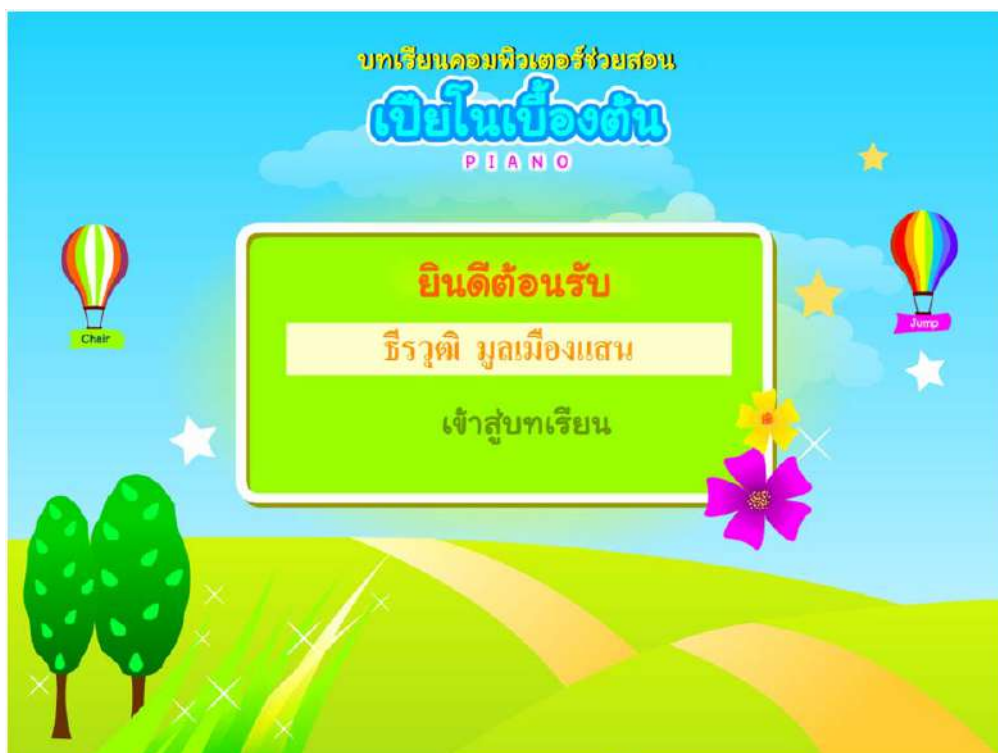 บทเรียนคอมพิวเตอร์ช่วยสอน
เปียโนเบื้องต้น
PIANO
ยินดีต้อนรับ
Chair
Jump
ธีรวุฒิ มูลเมืองแสน
เข้าสู่บทเรียน